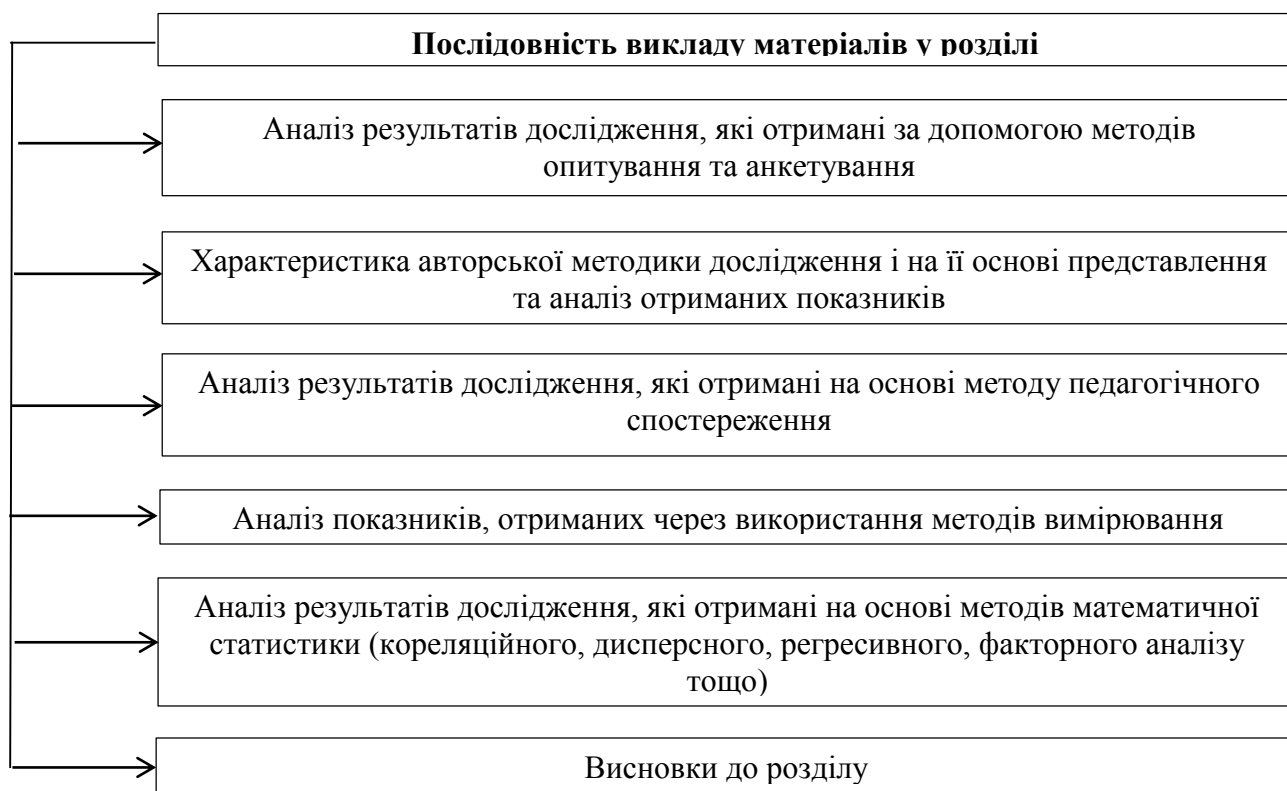 Послідовність викладу матеріалів у розділі
Аналіз результатів дослідження, які отримані за допомогою методів
опитування та анкетування
Характеристика авторської методики дослідження і на її основі представлення
та аналіз отриманих показників
Аналіз результатів дослідження, які отримані на основі методу педагогічного
спостереження
Аналіз показників, отриманих через використання методів вимірювання
Аналіз результатів дослідження, які отримані на основі методів математичної
статистики (кореляційного, дисперсного, регресивного, факторного аналізу
тощо)
Висновки до розділу